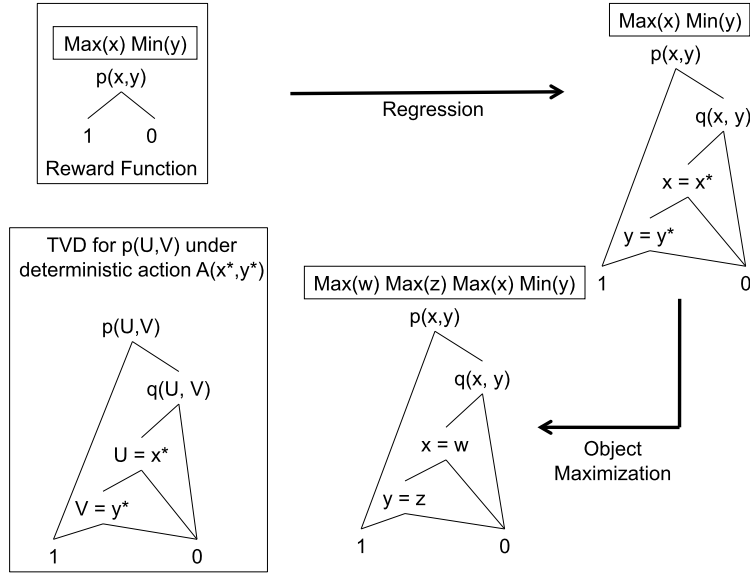 Max(x) Min(y)
p(x,y)
1 0
Reward Function
Regression
Max(x) Min(y)
p(x,y)
q(x, y)
x = x*
y = y*
1 0
TVD for p(U,V) under
deterministic action A(x*,y*)
p(U,V)
q(U, V)
U = x*
V = y*
1 0
Max(w) Max(z) Max(x) Min(y)
p(x,y)
q(x, y)
x = w
y = z
1 0
Object
Maximization